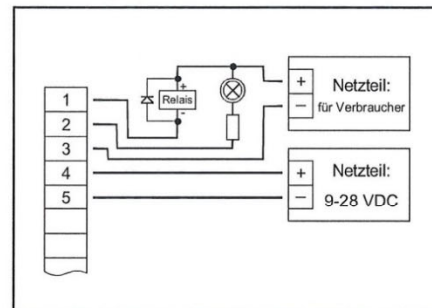 1
2
3
4
5
+
Relais
-
+
–
Netzteil:
für Verbraucher
+
–
Netzteil:
9-28 VDC